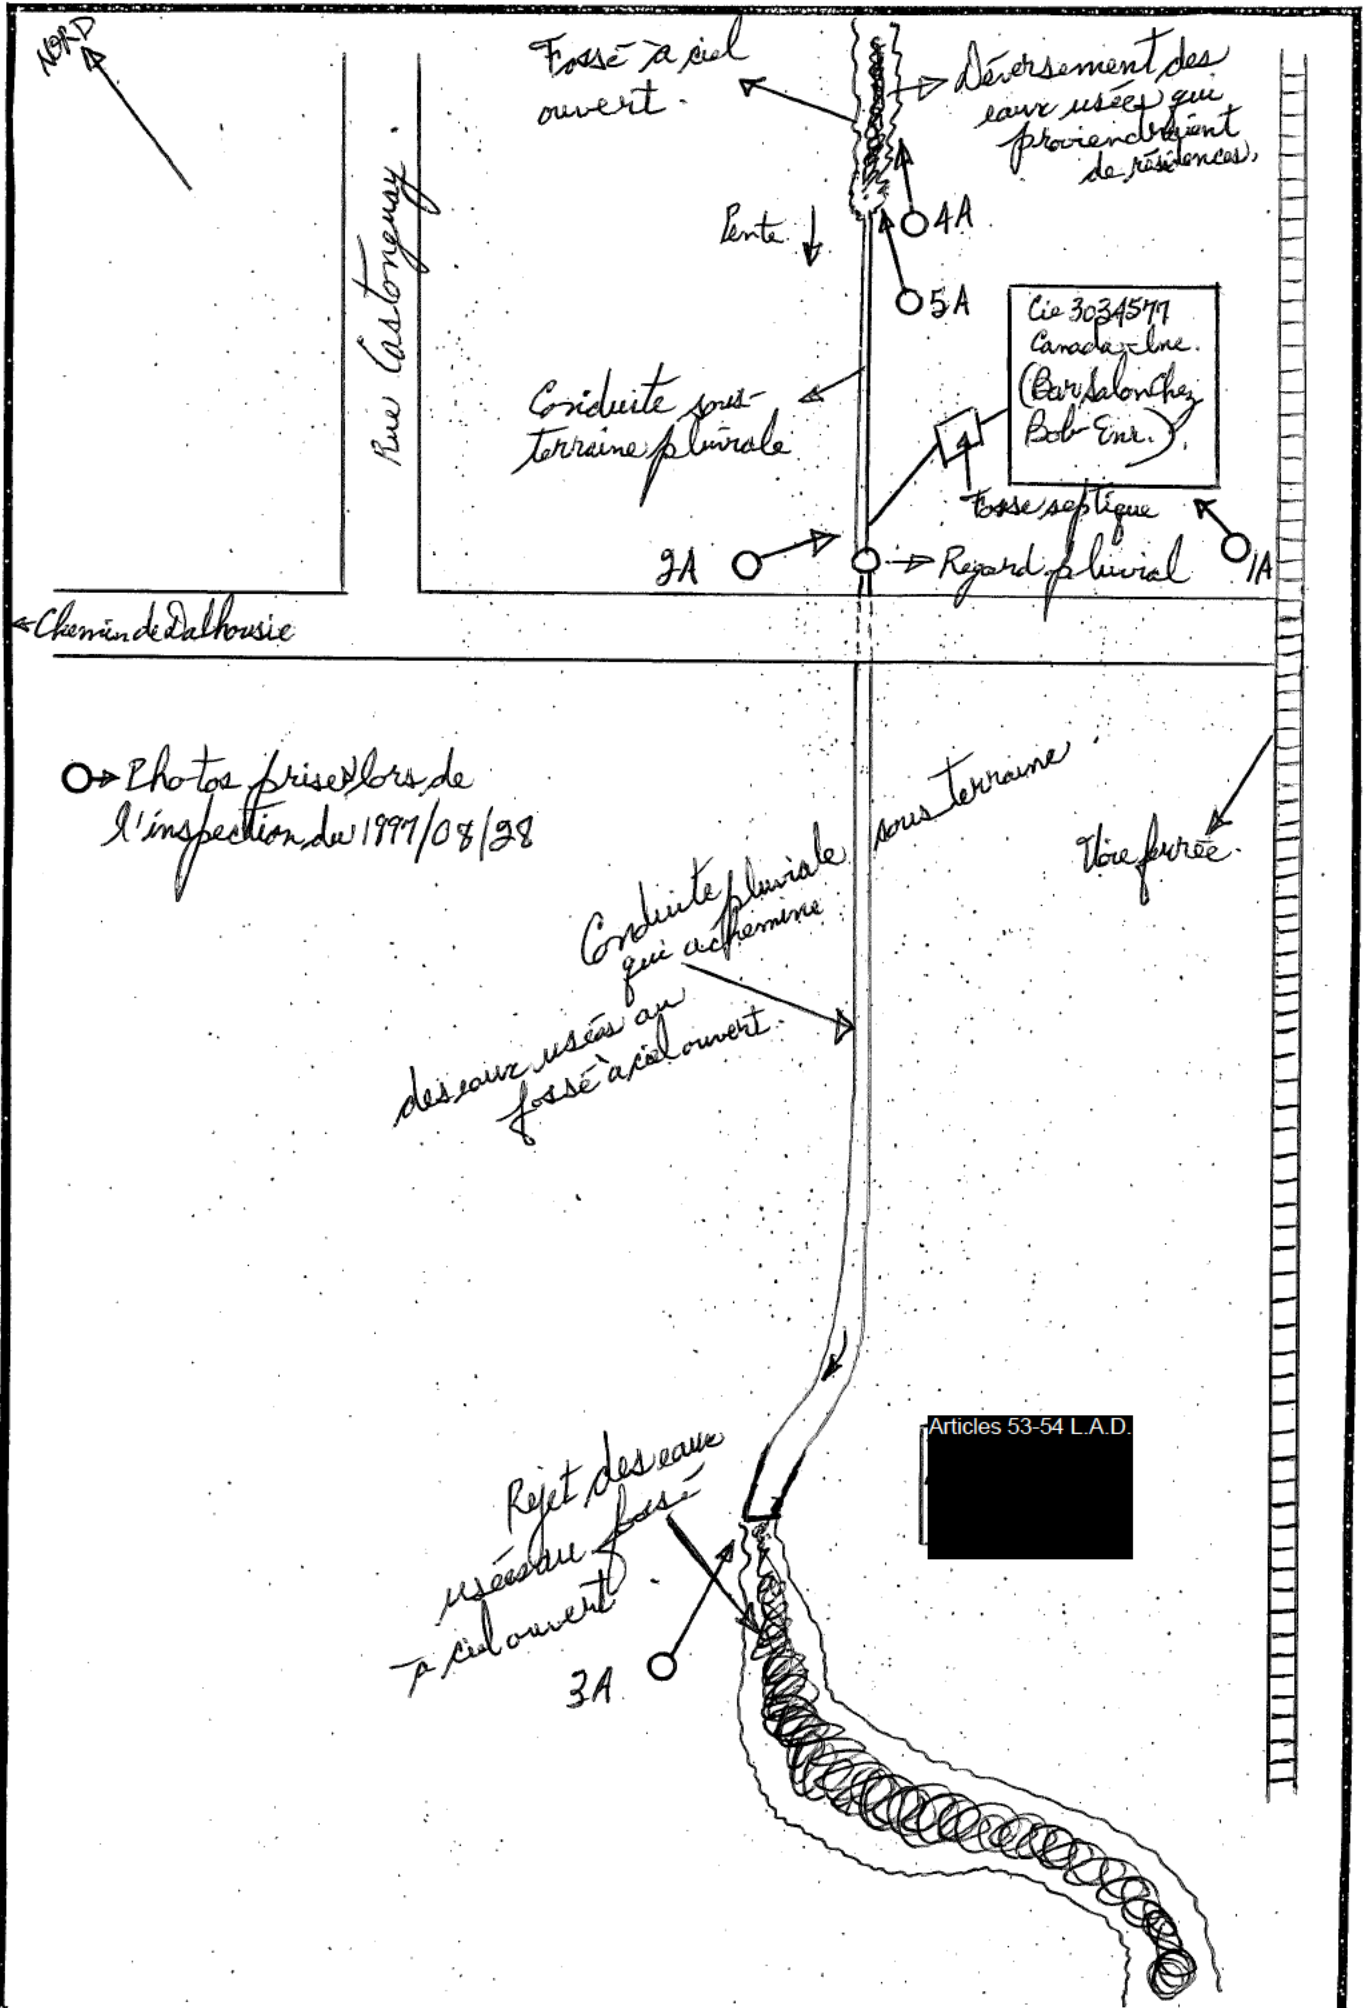 NORD
Fossé à ciel
ouvert.
Déversement des
eaux usées qui
proviendraient
de résidences,
Rue Castonguay.
Pente
4A
5A
Cie 3034577
Canada Inc.
(Bar Salon Chez
Bob Enr.).
Conduite sous-
terraine pluviale
Fosse septique
2A
Regard pluvial
1A
Chemin de Dalhousie
Photos prises lors de
l'inspection du 1997/08/28
Voie ferrée.
Conduite pluviale sous terraine
qui achemine
des eaux usées au
fossé à ciel ouvert.
Articles 53-54 L.A.D.
Rejet des eaux
usées au fossé
à ciel ouvert
3A